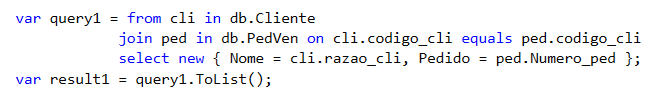 var query1 = from cli in db.Cliente
join ped in db.PedVen on cli.codigo_cli equals ped.codigo_cli
select new { Nome = cli.razao_cli, Pedido = ped.Numero_ped };
var result1 = query1.ToList();